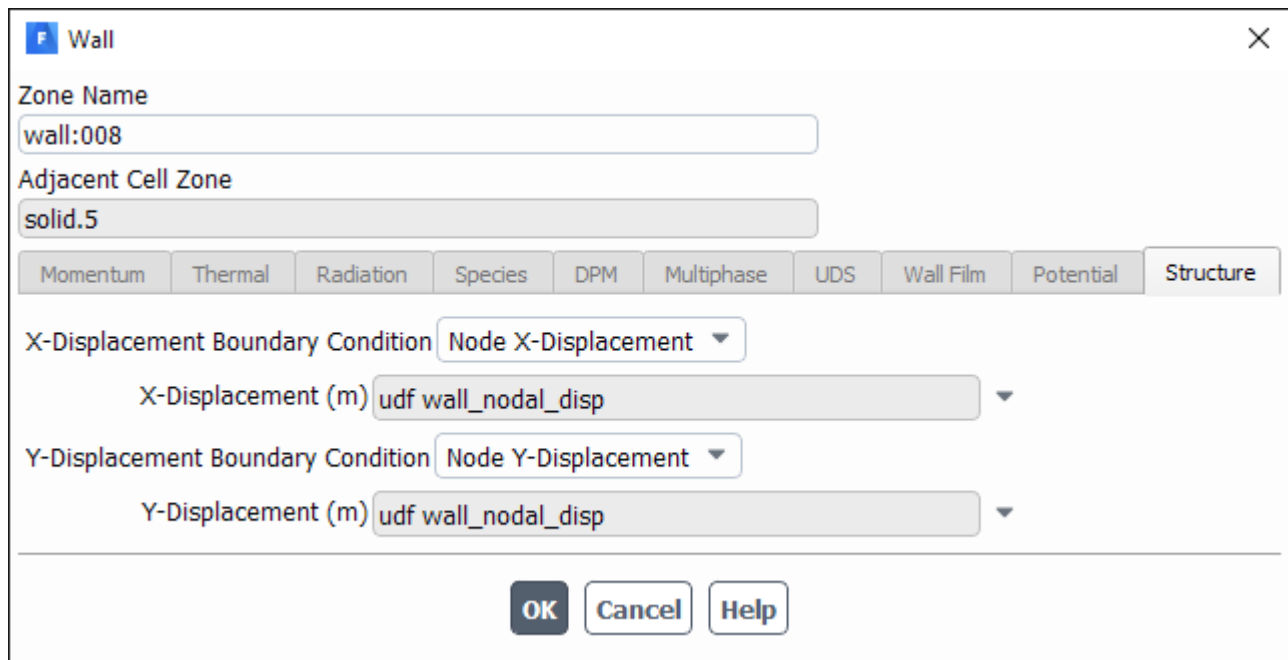 F Wall
Zone Name
wall:008
Adjacent Cell Zone
solid.5
Momentum Thermal Radiation Species DPM Multiphase UDS Wall Film Potential Structure
X-Displacement Boundary Condition Node X-Displacement
X-Displacement (m) udf wall_nodal_disp
Y-Displacement Boundary Condition Node Y-Displacement
Y-Displacement (m) udf wall_nodal_disp
OK Cancel Help